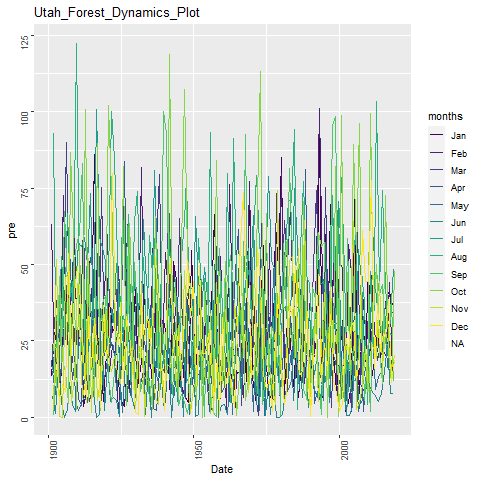 Utah_Forest_Dynamics_Plot
125
100
75
50
25
0
pre
1900
1950
2000
Date
months
Jan
Feb
Mar
Apr
May
Jun
Jul
Aug
Sep
Oct
Nov
Dec
NA